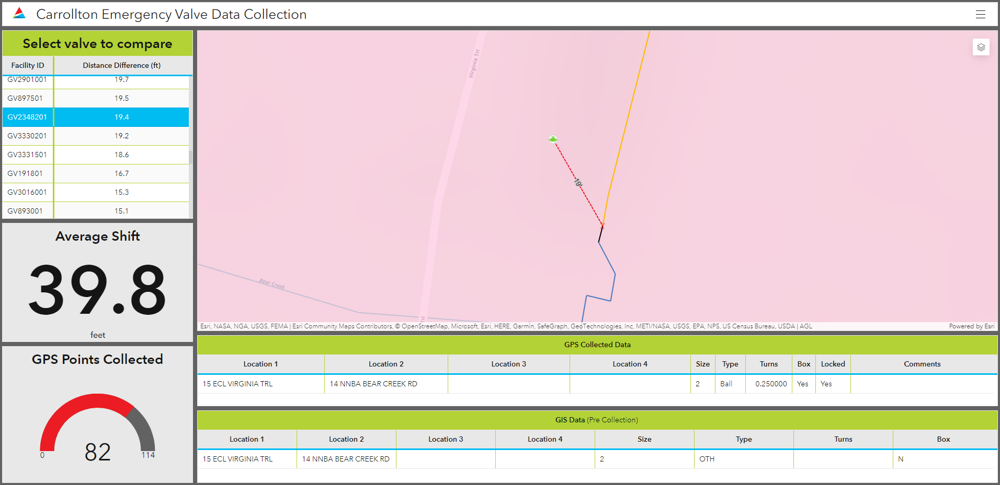 Carrollton Emergency Valve Data Collection
Select valve to compare
Facility ID Distance Difference (ft)
GV2901001 19.7
GV897501 19.5
GV2348201 19.4
GV3330201 19.2
GV3331501 18.6
GV191801 16.7
GV3016001 15.3
GV893001 15.1
Average Shift
39.8
feet
GPS Points Collected
82
0 114
Virginia Trl
19'
Bear Creek
Trl
Esri, NASA, NGA, USGS, FEMA | Esri Community Maps Contributors, © OpenStreetMap, Microsoft, Esri, HERE, Garmin, SafeGraph, GeoTechnologies, Inc, METI/NASA, USGS, EPA, NPS, US Census Bureau, USDA | AGL Powered by Esri
GPS Collected Data
Location 1 Location 2 Location 3 Location 4 Size Type Turns Box Locked Comments
15 ECL VIRGINIA TRL 14 NNBA BEAR CREEK RD 2 Ball 0.250000 Yes Yes
GIS Data (Pre Collection)
Location 1 Location 2 Location 3 Location 4 Size Type Turns Box
15 ECL VIRGINIA TRL 14 NNBA BEAR CREEK RD 2 OTH N